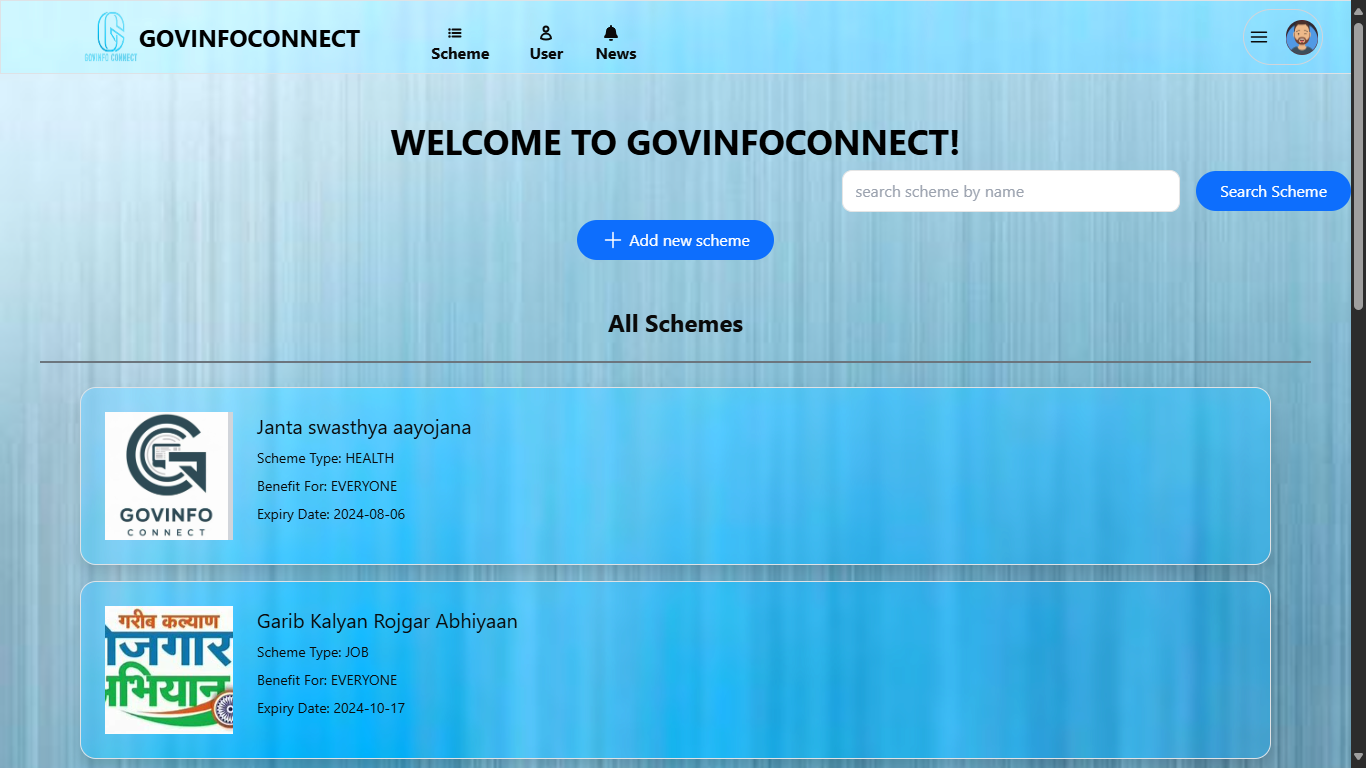 GOVINFO CONNECT
GOVINFOCONNECT
Scheme
User
News
WELCOME TO GOVINFOCONNECT!
search scheme by name
Search Scheme
Add new scheme
All Schemes
GOVINFO
CONNECT
Janta swasthya aayojana
Scheme Type: HEALTH
Benefit For: EVERYONE
Expiry Date: 2024-08-06
गरीब कल्याण
ोजगार
भियान
Garib Kalyan Rojgar Abhiyaan
Scheme Type: JOB
Benefit For: EVERYONE
Expiry Date: 2024-10-17